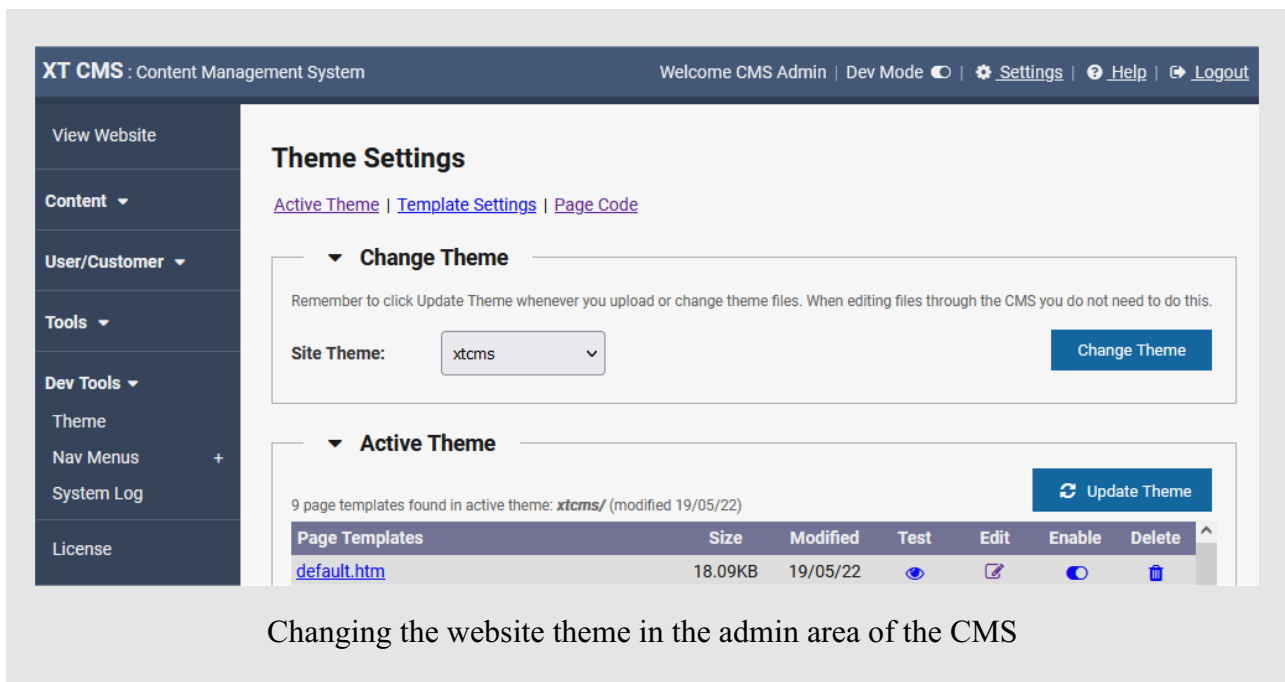 XT CMS : Content Management System
Welcome CMS Admin | Dev Mode | Settings | Help | Logout
View Website
Content
User/Customer
Tools
Dev Tools
Theme
Nav Menus +
System Log
License
Theme Settings
Active Theme | Template Settings | Page Code
Change Theme
Remember to click Update Theme whenever you upload or change theme files. When editing files through the CMS you do not need to do this.
Site Theme: xtcms Change Theme
Active Theme
Update Theme
9 page templates found in active theme: xtcms/ (modified 19/05/22)
Page Templates Size Modified Test Edit Enable Delete
default.htm 18.09KB 19/05/22
Changing the website theme in the admin area of the CMS